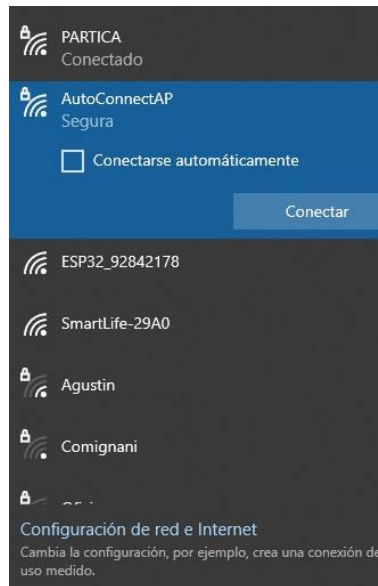 PARTICA
Conectado
AutoConnectAP
Segura
Conectarse automáticamente
Conectar
ESP32_92842178
SmartLife-29A0
Agustin
Comignani
Configuración de red e Internet
Cambia la configuración, por ejemplo, crea una conexión de
uso medido.